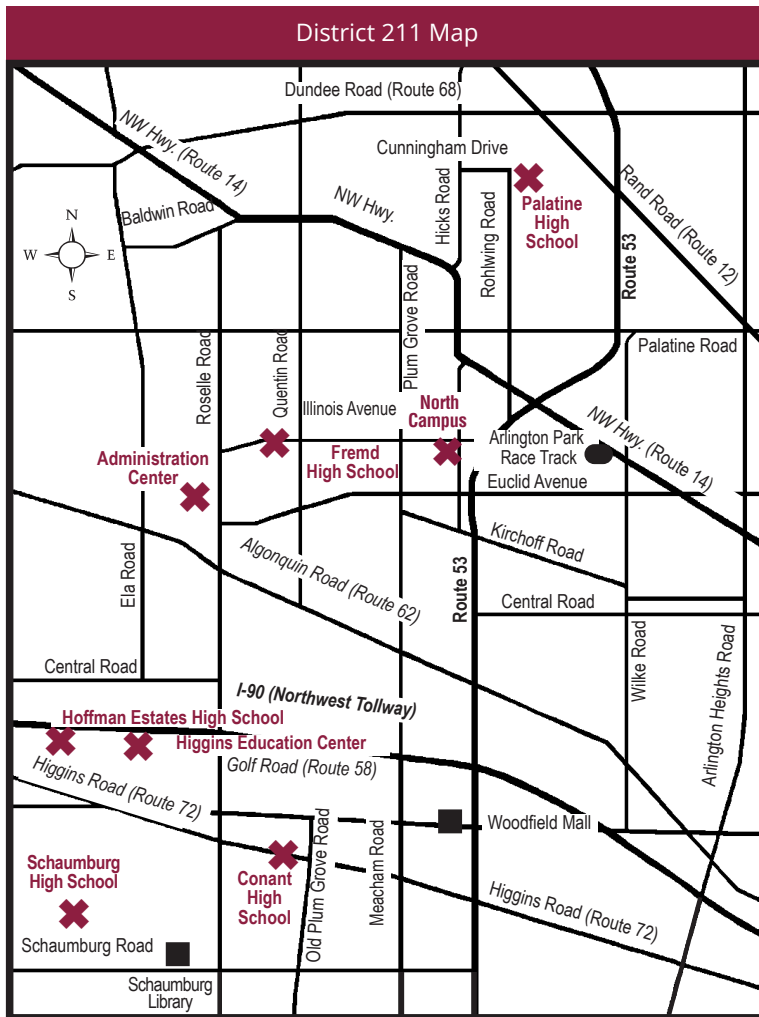 District 211 Map
Dundee Road (Route 68)
NW Hwy. (Route 14)
Cunningham Drive
Rand Road (Route 12)
Baldwin Road
NW Hwy.
Hicks Road
Rohlwing Road
Palatine
High
School
Route 53
N
W
E
S
Plum Grove Road
Roselle Road
Quentin Road
Palatine Road
Illinois Avenue
North
Campus
NW Hwy. (Route 14)
Fremd
High School
Arlington Park
Race Track
Administration
Center
Euclid Avenue
Kirchoff Road
Algonquin Road (Route 62)
Ela Road
Route 53
Central Road
Wilke Road
Arlington Heights Road
Central Road
I-90 (Northwest Tollway)
Hoffman Estates High School
Higgins Education Center
Golf Road (Route 58)
Higgins Road (Route 72)
Old Plum Grove Road
Meacham Road
Woodfield Mall
Schaumburg
High School
Conant
High
School
Higgins Road (Route 72)
Schaumburg Road
Schaumburg
Library